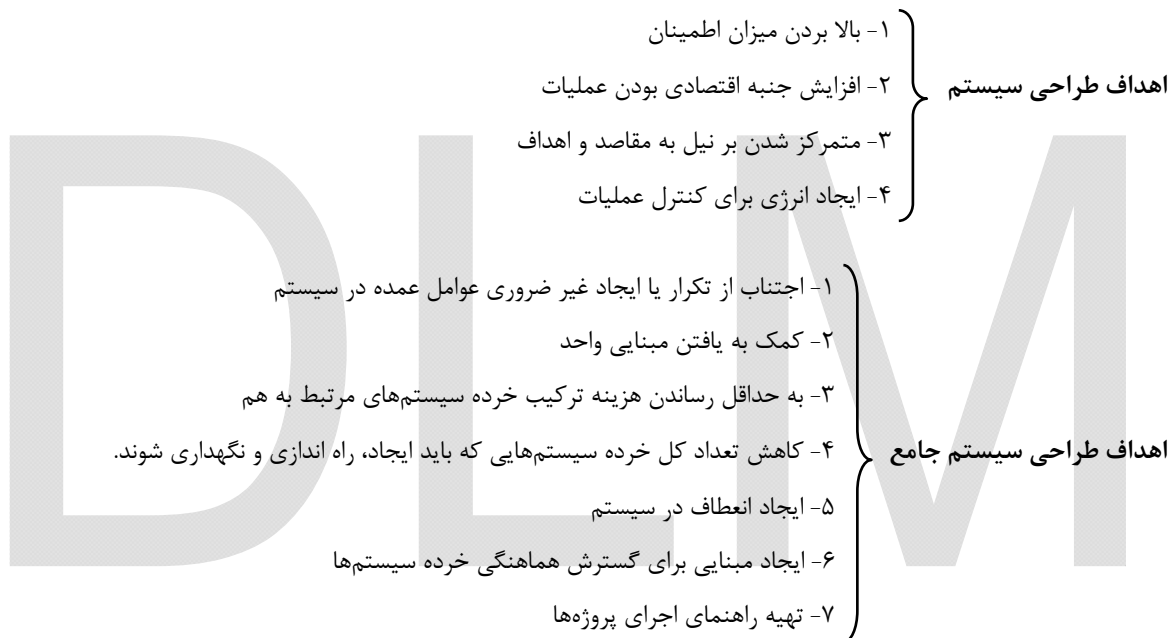 اهداف طراحی سیستم
۱- بالا بردن میزان اطمینان
۲- افزایش جنبه اقتصادی بودن عملیات
۳- متمرکز شدن بر نیل به مقاصد و اهداف
۴- ایجاد انرژی برای کنترل عملیات
اهداف طراحی سیستم جامع
۱- اجتناب از تکرار یا ایجاد غیر ضروری عوامل عمده در سیستم
۲- کمک به یافتن مبنایی واحد
۳- به حداقل رساندن هزینه ترکیب خرده سیستم‌های مرتبط به هم
۴- کاهش تعداد کل خرده سیستم‌هایی که باید ایجاد، راه اندازی و نگهداری شوند.
۵- ایجاد انعطاف در سیستم
۶- ایجاد مبنایی برای گسترش هماهنگی خرده سیستم‌ها
۷- تهیه راهنمای اجرای پروژه‌ها
DLM